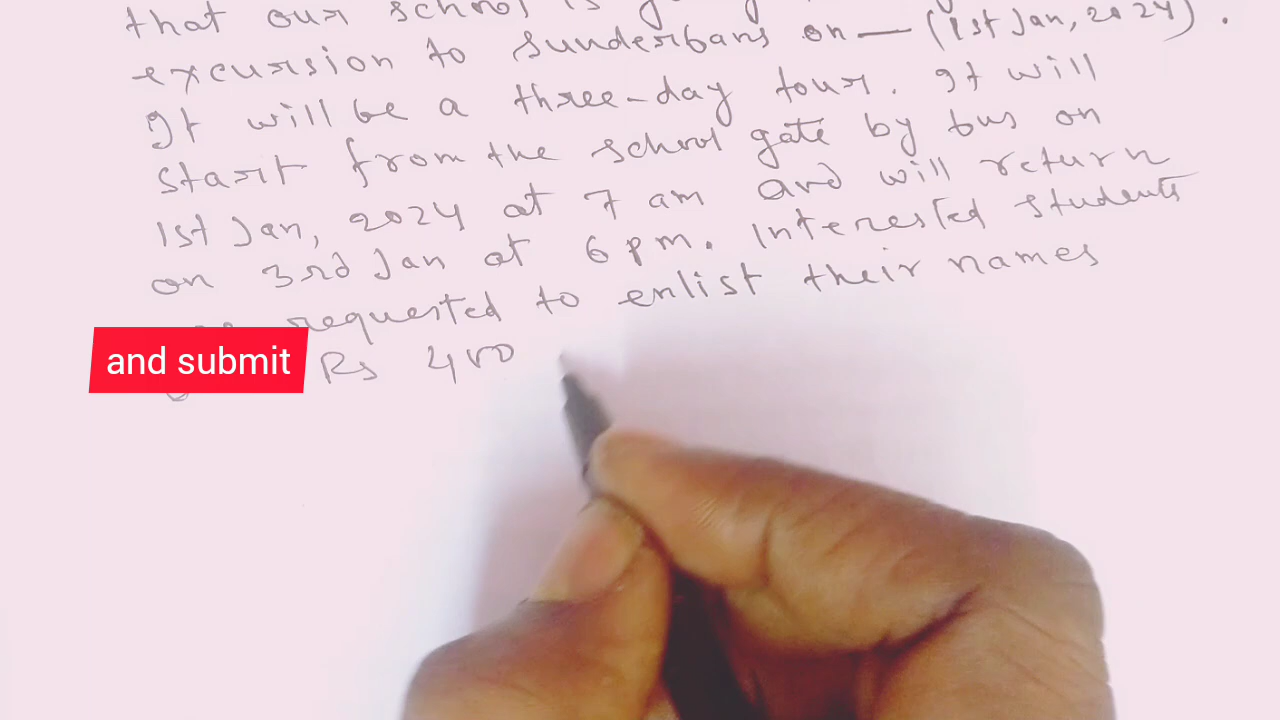 that our school is
excursion to Sunderbans on — (1st Jan, 2024).
It will be a three-day tour. It will
start from the school gate by bus on
1st Jan, 2024 at 7 am and will return
on 3rd Jan at 6 pm. Interested students
requested to enlist their names
and submit Rs 400